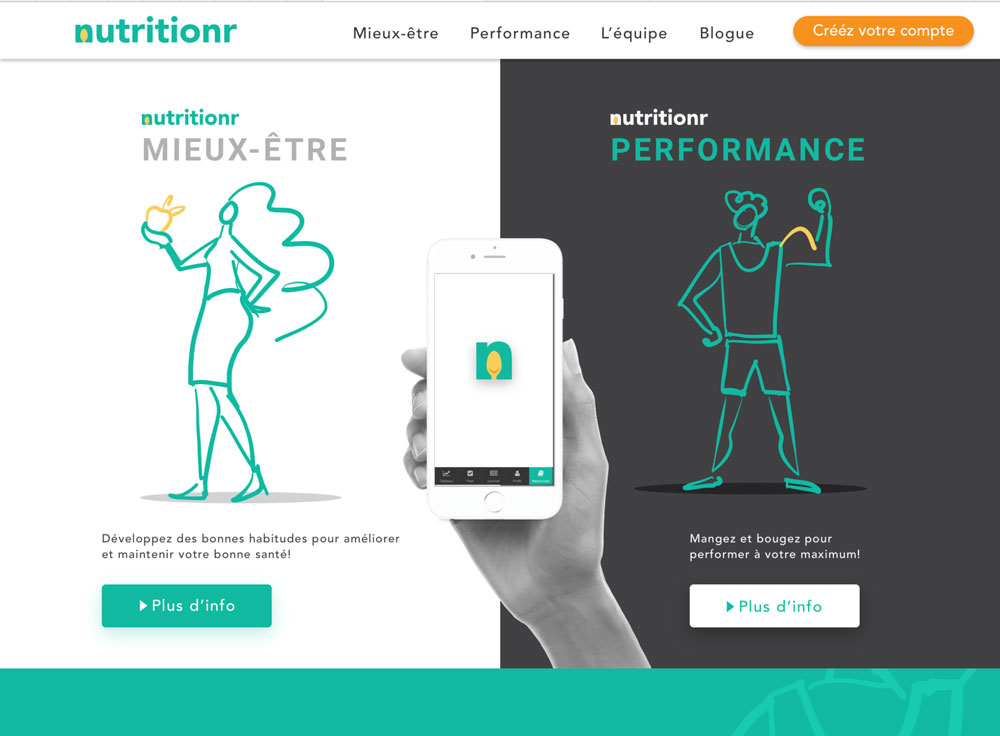 nutritionr
Mieux-être
Performance
L'équipe
Blogue
Crééz votre compte
nutritionr
MIEUX-ÊTRE
nutritionr
PERFORMANCE
n
Développez des bonnes habitudes pour améliorer
et maintenir votre bonne santé!
Plus d'info
Mangez et bougez pour
performer à votre maximum!
Plus d'info